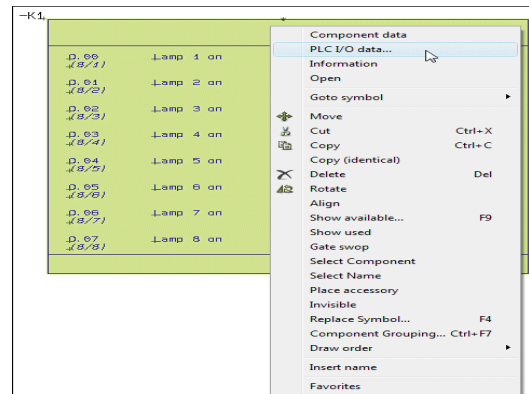 -K1
0.00 Lamp 1 on
(8/1)
0.01 Lamp 2 on
(8/2)
0.02 Lamp 3 on
(8/3)
0.03 Lamp 4 on
(8/4)
0.04 Lamp 5 on
(8/5)
0.05 Lamp 6 on
(8/6)
0.06 Lamp 7 on
(8/7)
0.07 Lamp 8 on
(8/8)
Component data
PLC I/O data...
Information
Open
Goto symbol
Move
Cut Ctrl+X
Copy Ctrl+C
Copy (identical)
Delete Del
Rotate
Align
Show available... F9
Show used
Gate swop
Select Component
Select Name
Place accessory
Invisible
Replace Symbol... F4
Component Grouping... Ctrl+F7
Draw order
Insert name
Favorites